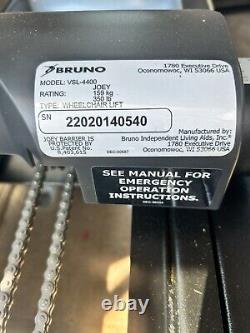 BRUNO
1780 Executive Drive
Oconomowoc, WI 53066 USA
MODEL: VSL-4400
JOEY
RATING: 159 kg
350 lb
TYPE: WHEELCHAIR LIFT
SN
22020140540
JOEY BARRIER IS
PROTECTED BY
U.S. Patent No.
Manufactured by:
Bruno Independent Living Aids, Inc.
1780 Executive Drive
Oconomowoc, WI 53066 USA
SEE MANUAL FOR
EMERGENCY
OPERATION
INSTRUCTIONS.